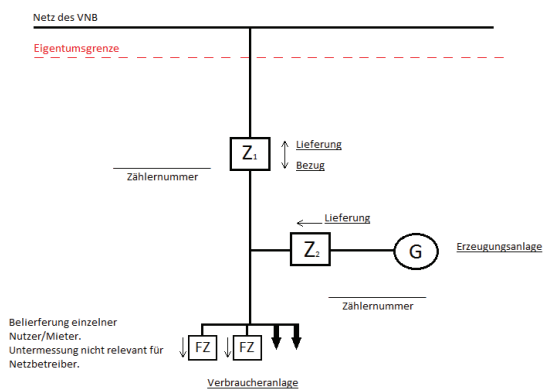 Netz des VNB
Eigentumsgrenze
Z1
Lieferung
Bezug
Zählernummer
Lieferung
Z2
G
Erzeugungsanlage
Zählernummer
Belieferung einzelner
Nutzer/Mieter.
Untermessung nicht relevant für
Netzbetreiber.
FZ
FZ
Verbraucheranlage